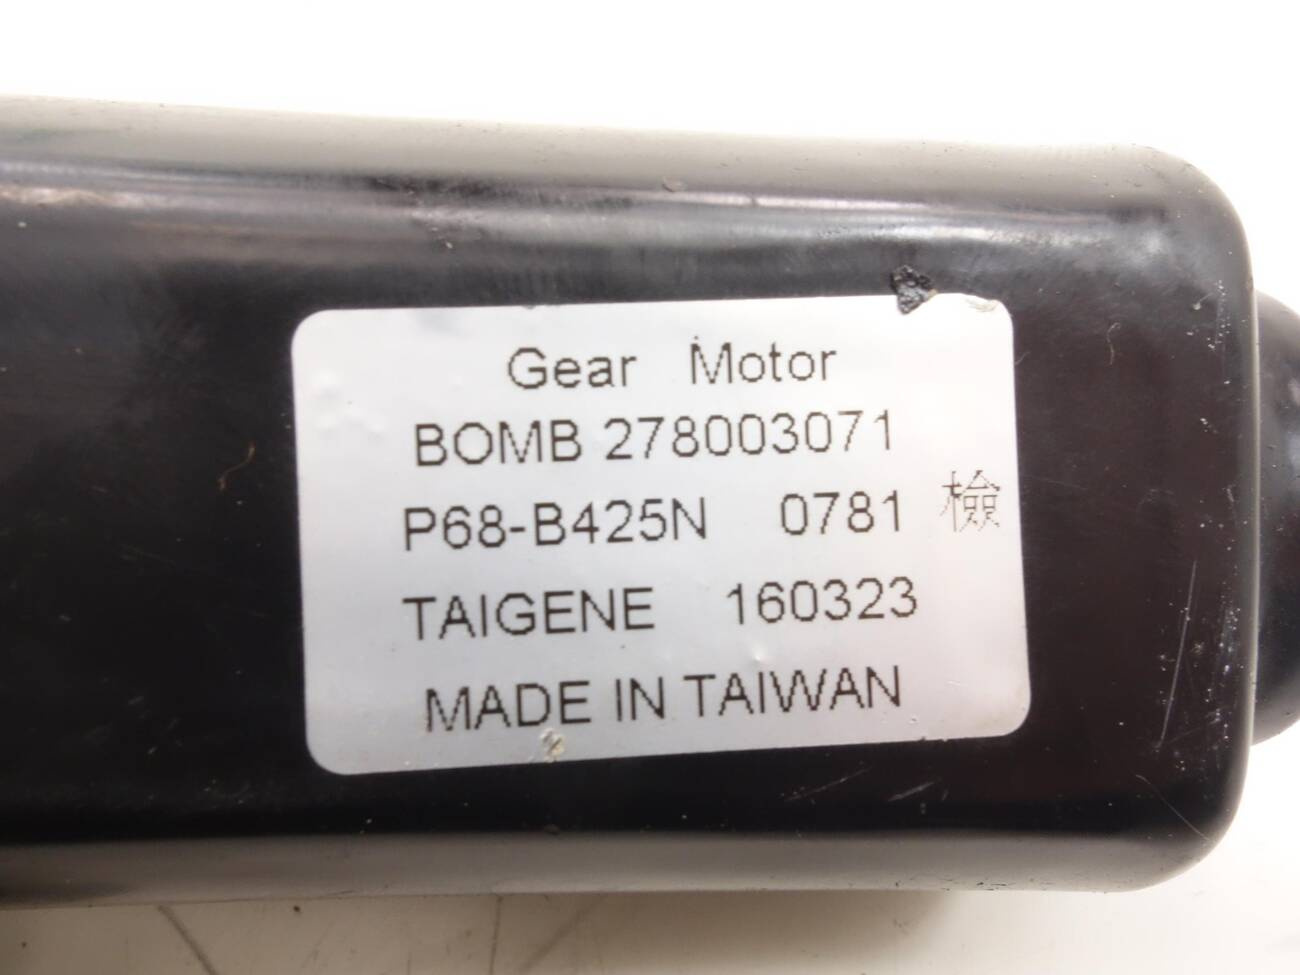 Gear Motor
BOMB 278003071
P68-B425N 0781 檢
TAIGENE 160323
MADE IN TAIWAN